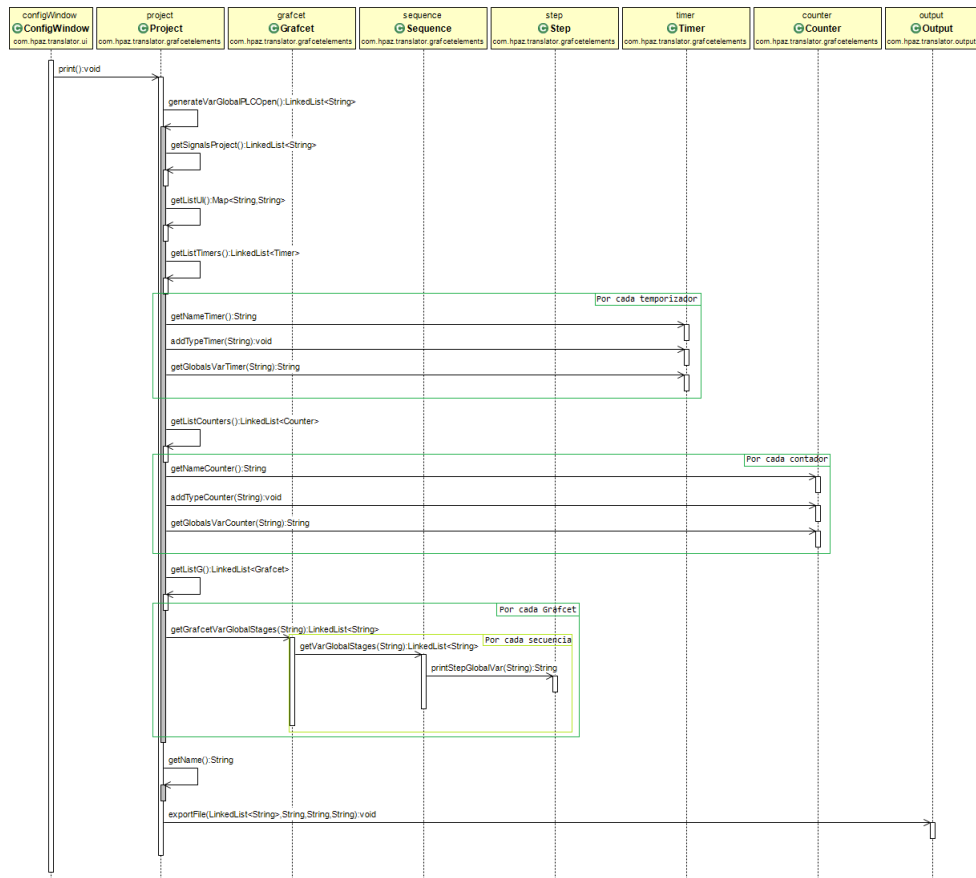 configWindow
ConfigWindow
com.hpaz.translator.ui
project
Project
com.hpaz.translator.grafcetelements
grafcet
Grafcet
com.hpaz.translator.grafcetelements
sequence
Sequence
com.hpaz.translator.grafcetelements
step
Step
com.hpaz.translator.grafcetelements
timer
Timer
com.hpaz.translator.grafcetelements
counter
Counter
com.hpaz.translator.grafcetelements
output
Output
com.hpaz.translator.output
print():void
generateVarGlobalPLCOpen():LinkedList<String>
getSignalsProject():LinkedList<String>
getListUI():Map<String,String>
getListTimers():LinkedList<Timer>
Por cada temporizador
getNameTimer():String
addTypeTimer(String):void
getGlobalsVarTimer(String):String
getListCounters():LinkedList<Counter>
Por cada contador
getNameCounter():String
addTypeCounter(String):void
getGlobalsVarCounter(String):String
getListG():LinkedList<Grafcet>
Por cada Grafcet
getGrafcetVarGlobalStages(String):LinkedList<String>
Por cada secuencia
getVarGlobalStages(String):LinkedList<String>
printStepGlobalVar(String):String
getName():String
exportFile(LinkedList<String>,String,String,String):void